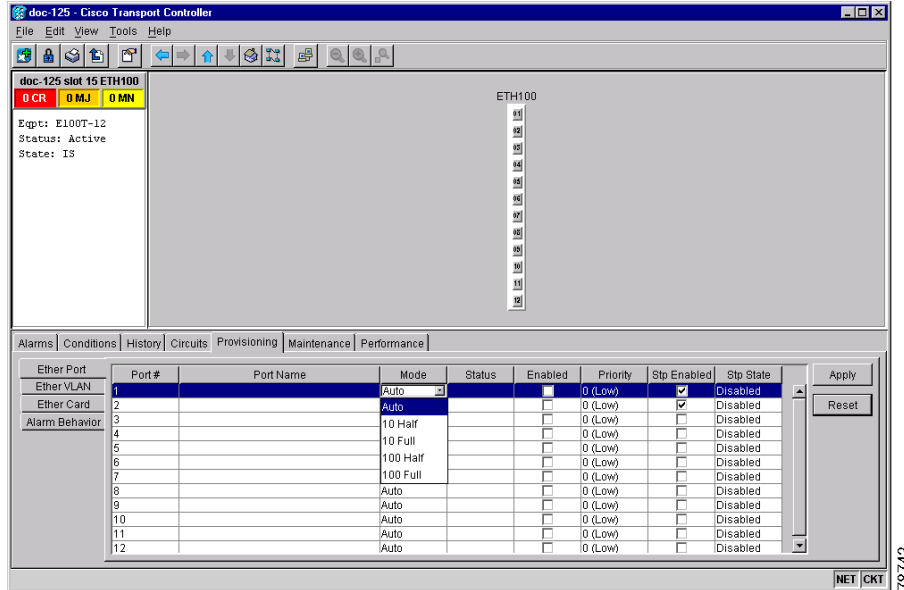 doc-125 - Cisco Transport Controller
File Edit View Tools Help
doc-125 slot 15 ETH100
0 CR 0 MJ 0 MN
Eqpt: E100T-12
Status: Active
State: IS
ETH100
01
02
03
04
05
06
07
08
09
10
11
12
Alarms Conditions History Circuits Provisioning Maintenance Performance
Ether Port
Ether VLAN
Ether Card
Alarm Behavior
Port # Port Name Mode Status Enabled Priority Stp Enabled Stp State
1 Auto 0 (Low) Disabled
2 0 (Low) Disabled
3 0 (Low) Disabled
4 0 (Low) Disabled
5 0 (Low) Disabled
6 0 (Low) Disabled
7 0 (Low) Disabled
8 Auto 0 (Low) Disabled
9 Auto 0 (Low) Disabled
10 Auto 0 (Low) Disabled
11 Auto 0 (Low) Disabled
12 Auto 0 (Low) Disabled
Auto
10 Half
10 Full
100 Half
100 Full
Apply
Reset
NET CKT
78742